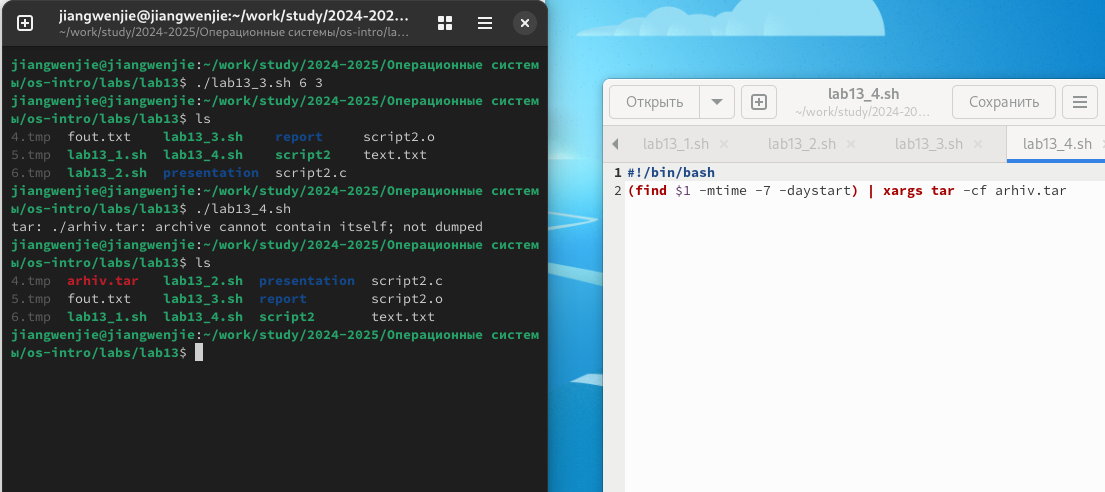 jiangwenjie@jiangwenjie:~/work/study/2024-202…
~/work/study/2024-2025/Операционные системы/os-intro/la…
jiangwenjie@jiangwenjie:~/work/study/2024-2025/Операционные систем
ы/os-intro/labs/lab13$ ./lab13_3.sh 6 3
jiangwenjie@jiangwenjie:~/work/study/2024-2025/Операционные систем
ы/os-intro/labs/lab13$ ls
4.tmp fout.txt lab13_3.sh report script2.o
5.tmp lab13_1.sh lab13_4.sh script2 text.txt
6.tmp lab13_2.sh presentation script2.c
jiangwenjie@jiangwenjie:~/work/study/2024-2025/Операционные систем
ы/os-intro/labs/lab13$ ./lab13_4.sh
tar: ./arhiv.tar: archive cannot contain itself; not dumped
jiangwenjie@jiangwenjie:~/work/study/2024-2025/Операционные систем
ы/os-intro/labs/lab13$ ls
4.tmp arhiv.tar lab13_2.sh presentation script2.c
5.tmp fout.txt lab13_3.sh report script2.o
6.tmp lab13_1.sh lab13_4.sh script2 text.txt
jiangwenjie@jiangwenjie:~/work/study/2024-2025/Операционные систем
ы/os-intro/labs/lab13$
Открыть
lab13_4.sh
~/work/study/2024-20…
Сохранить
lab13_1.sh lab13_2.sh lab13_3.sh lab13_4.sh
1 #!/bin/bash
2 (find $1 -mtime -7 -daystart) | xargs tar -cf arhiv.tar